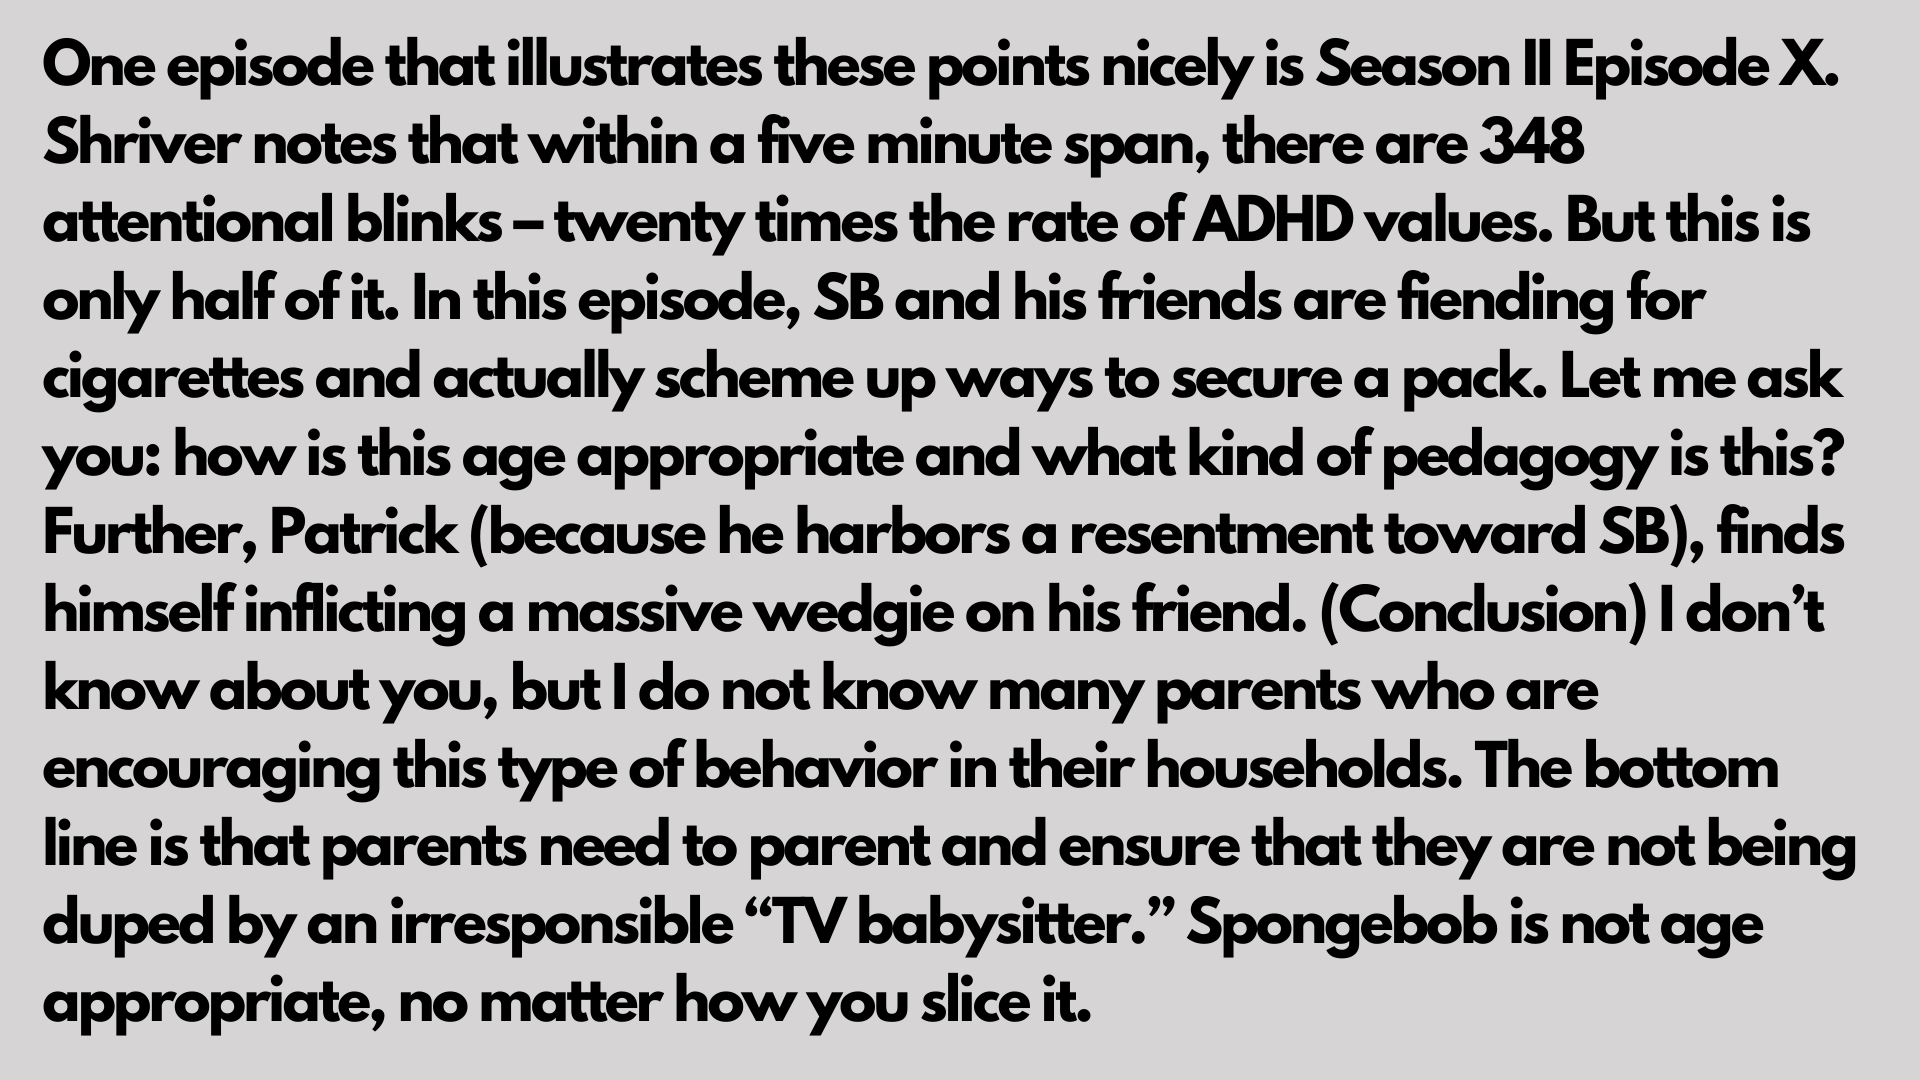 One episode that illustrates these points nicely is Season II Episode X.
Shriver notes that within a five minute span, there are 348
attentional blinks – twenty times the rate of ADHD values. But this is
only half of it. In this episode, SB and his friends are fiending for
cigarettes and actually scheme up ways to secure a pack. Let me ask
you: how is this age appropriate and what kind of pedagogy is this?
Further, Patrick (because he harbors a resentment toward SB), finds
himself inflicting a massive wedgie on his friend. (Conclusion) I don’t
know about you, but I do not know many parents who are
encouraging this type of behavior in their households. The bottom
line is that parents need to parent and ensure that they are not being
duped by an irresponsible “TV babysitter.” Spongebob is not age
appropriate, no matter how you slice it.